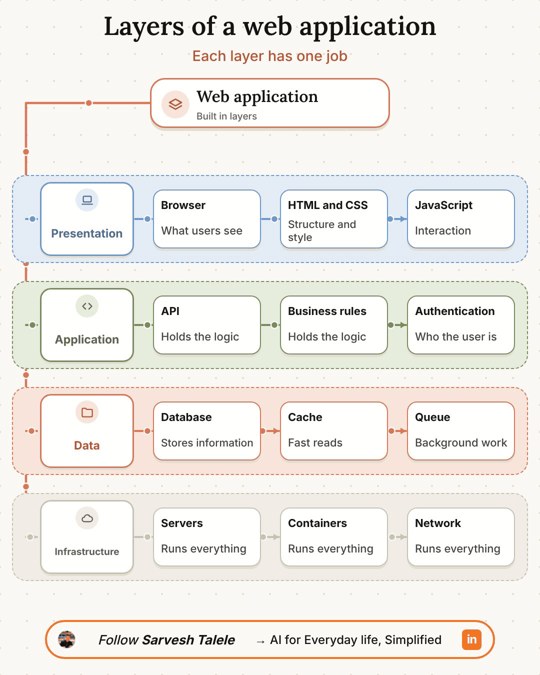 Layers of a web application
Each layer has one job
Web application
Built in layers
Presentation
Browser
What users see
HTML and CSS
Structure and
style
JavaScript
Interaction
Application
API
Holds the logic
Business rules
Holds the logic
Authentication
Who the user is
Data
Database
Stores information
Cache
Fast reads
Queue
Background work
Infrastructure
Servers
Runs everything
Containers
Runs everything
Network
Runs everything
Follow Sarvesh Talele → AI for Everyday life, Simplified in